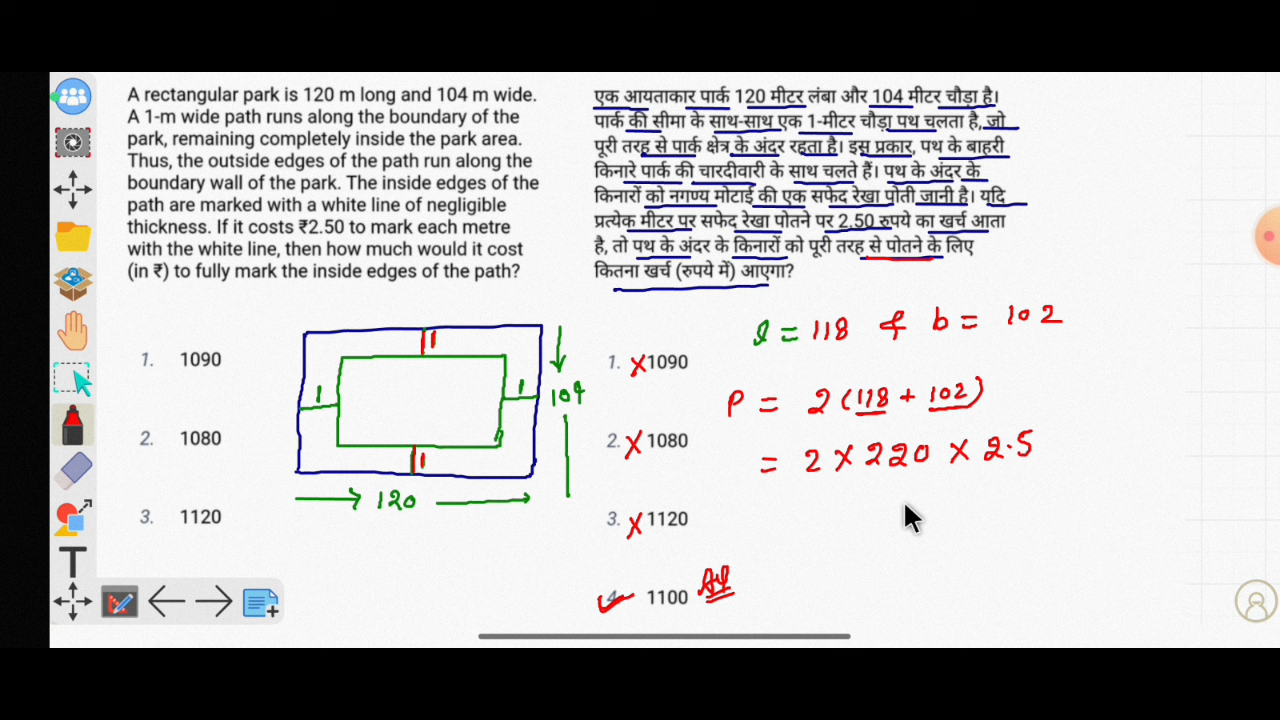 A rectangular park is 120 m long and 104 m wide.
A 1-m wide path runs along the boundary of the
park, remaining completely inside the park area.
Thus, the outside edges of the path run along the
boundary wall of the park. The inside edges of the
path are marked with a white line of negligible
thickness. If it costs ₹2.50 to mark each metre
with the white line, then how much would it cost
(in ₹) to fully mark the inside edges of the path?
एक आयताकार पार्क 120 मीटर लंबा और 104 मीटर चौड़ा है।
पार्क की सीमा के साथ-साथ एक 1-मीटर चौड़ा पथ चलता है, जो
पूरी तरह से पार्क क्षेत्र के अंदर रहता है। इस प्रकार, पथ के बाहरी
किनारे पार्क की चारदीवारी के साथ चलते हैं। पथ के अंदर के
किनारों को नगण्य मोटाई की एक सफेद रेखा पोती जानी है। यदि
प्रत्येक मीटर पर सफेद रेखा पोतने पर 2.50 रुपये का खर्च आता
है, तो पथ के अंदर के किनारों को पूरी तरह से पोतने के लिए
कितना खर्च (रुपये में) आएगा?
1. 1090
2. 1080
3. 1120
1
1
1
1
104
120
l = 118 & b = 102
P = 2 (118 + 102)
= 2 × 220 × 2.5
1. X 1090
2. X 1080
3. X 1120
4. 1100
T